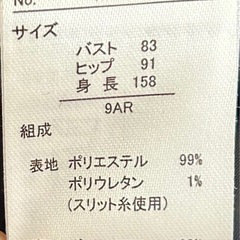 No.
サイズ
バスト 83
ヒップ 91
身長 158
9AR
組成
表地 ポリエステル 99%
ポリウレタン 1%
(スリット糸使用)